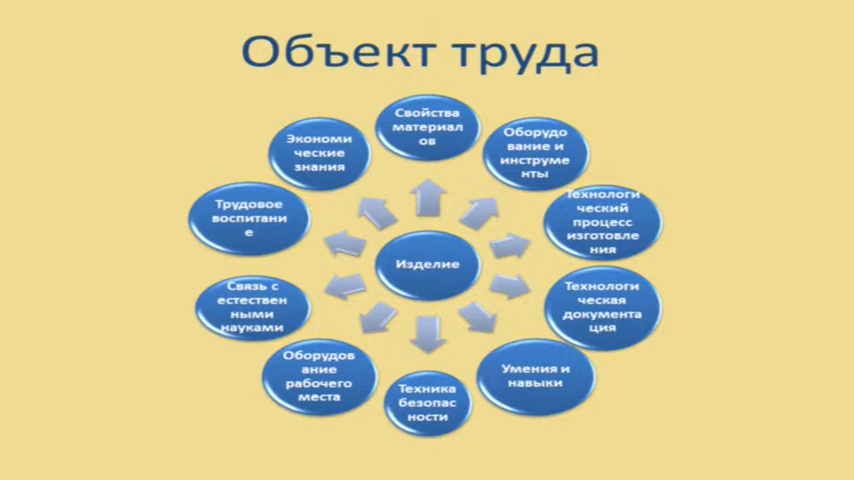 Объект труда
Свойства
материал
ов
Оборудо
вание и
инструме
нты
Технологи
ческий
процесс
изготовле
ния
Технологи
ческая
документа
ция
Умения и
навыки
Техника
безопас
ности
Оборудов
ание
рабочего
места
Связь с
естествен
ными
науками
Трудовое
воспитани
е
Экономи
ческие
знания
Изделие